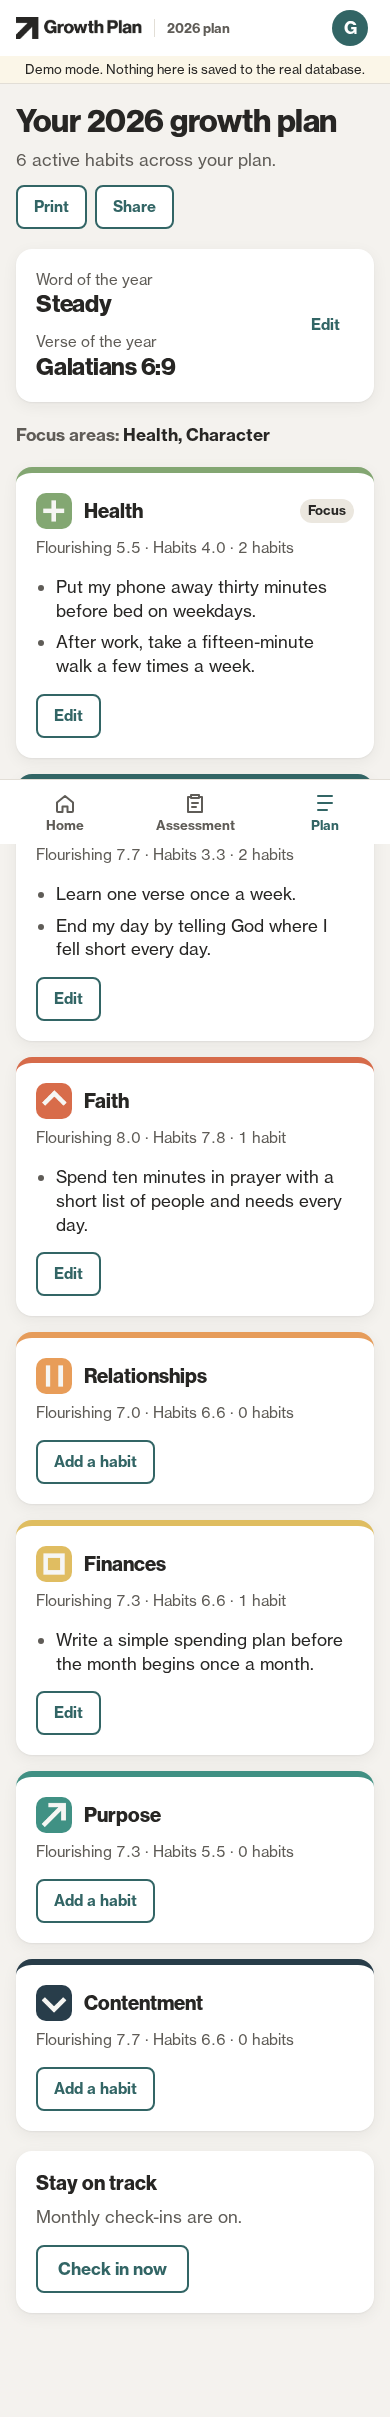 Growth Plan
2026 plan
G
Demo mode. Nothing here is saved to the real database.
Your 2026 growth plan
6 active habits across your plan.
Print
Share
Word of the year
Steady
Verse of the year
Galatians 6:9
Edit
Focus areas: Health, Character
Health
Focus
Flourishing 5.5 · Habits 4.0 · 2 habits
• Put my phone away thirty minutes
before bed on weekdays.
• After work, take a fifteen-minute
walk a few times a week.
Edit
Home
Assessment
Plan
Flourishing 7.7 · Habits 3.3 · 2 habits
• Learn one verse once a week.
• End my day by telling God where I
fell short every day.
Edit
Faith
Flourishing 8.0 · Habits 7.8 · 1 habit
• Spend ten minutes in prayer with a
short list of people and needs every
day.
Edit
Relationships
Flourishing 7.0 · Habits 6.6 · 0 habits
Add a habit
Finances
Flourishing 7.3 · Habits 6.6 · 1 habit
• Write a simple spending plan before
the month begins once a month.
Edit
Purpose
Flourishing 7.3 · Habits 5.5 · 0 habits
Add a habit
Contentment
Flourishing 7.7 · Habits 6.6 · 0 habits
Add a habit
Stay on track
Monthly check-ins are on.
Check in now